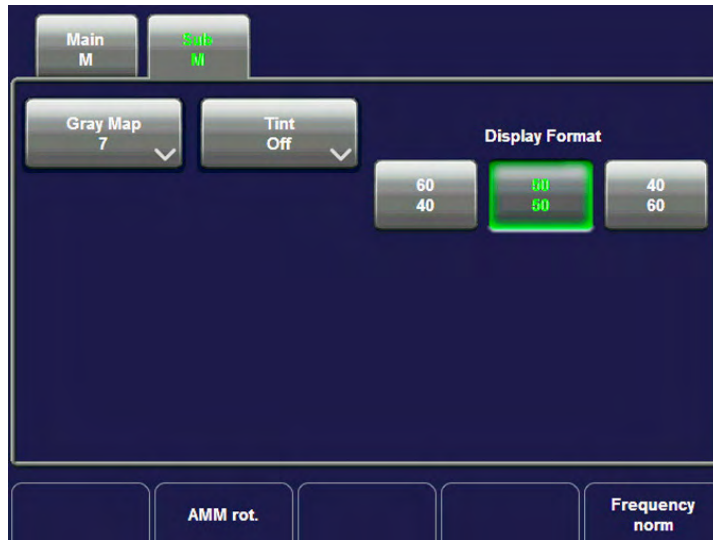 Main
M
Sub
M
Gray Map
7
Tint
Off
Display Format
60
40
50
50
40
60
AMM rot.
Frequency
norm